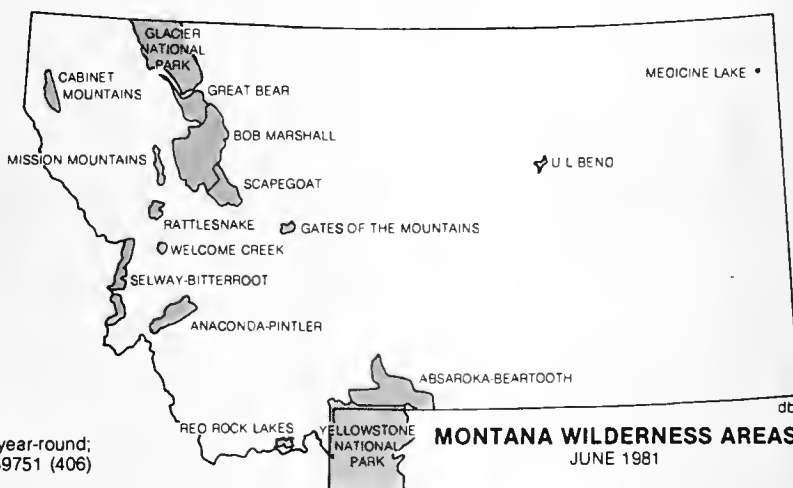 GLACIER
NATIONAL
PARK
CABINET
MOUNTAINS
GREAT BEAR
MEDICINE LAKE
BOB MARSHALL
MISSION MOUNTAINS
U L BEND
SCAPEGOAT
RATTLESNAKE
GATES OF THE MOUNTAINS
WELCOME CREEK
SELWAY-BITTERROOT
ANACONDA-PINTLER
ABSAROKA-BEARTOOTH
db
RED ROCK LAKES
YELLOWSTONE
NATIONAL
PARK
MONTANA WILDERNESS AREAS
JUNE 1981
year-round;
9751 (406)